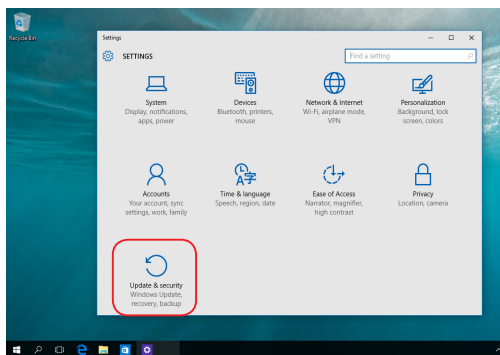 Recycle Bin
Settings
SETTINGS
Find a setting
System
Display, notifications,
apps, power
Devices
Bluetooth, printers,
mouse
Network & Internet
Wi-Fi, airplane mode,
VPN
Personalization
Background, lock
screen, colors
Accounts
Your account, sync
settings, work, family
Time & language
Speech, region, date
Ease of Access
Narrator, magnifier,
high contrast
Privacy
Location, camera
Update & security
Windows Update,
recovery, backup